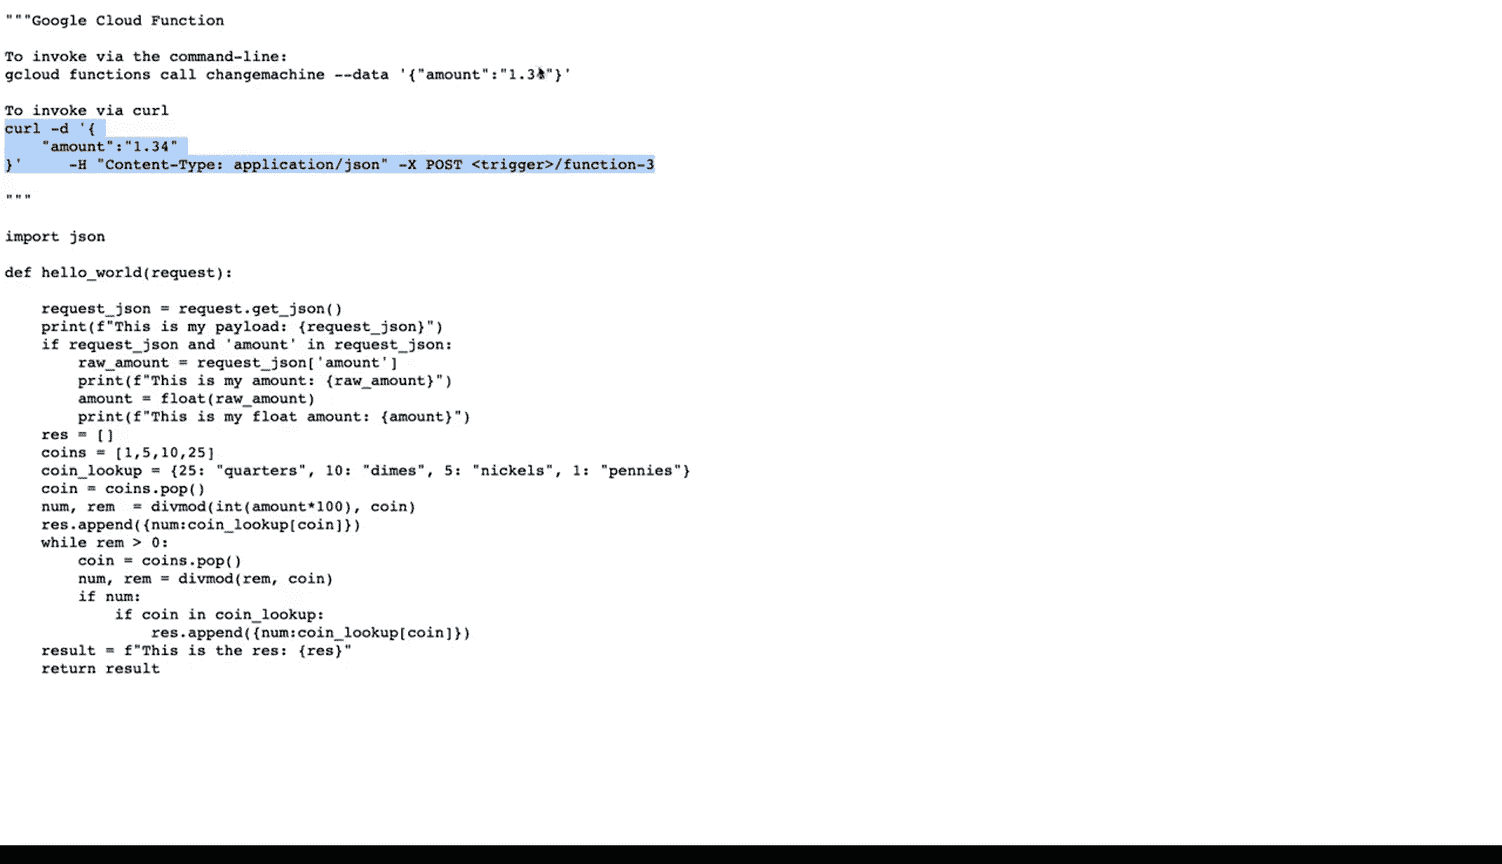 """Google Cloud Function
To invoke via the command-line:
gcloud functions call changemachine --data '{"amount":"1.34"}'
To invoke via curl
curl -d '{
    "amount":"1.34"
}'     -H "Content-Type: application/json" -X POST <trigger>/function-3
"""
import json
def hello_world(request):
    request_json = request.get_json()
    print(f"This is my payload: {request_json}")
    if request_json and 'amount' in request_json:
        raw_amount = request_json['amount']
        print(f"This is my amount: {raw_amount}")
        amount = float(raw_amount)
        print(f"This is my float amount: {amount}")
    res = []
    coins = [1,5,10,25]
    coin_lookup = {25: "quarters", 10: "dimes", 5: "nickels", 1: "pennies"}
    coin = coins.pop()
    num, rem  = divmod(int(amount*100), coin)
    res.append({num:coin_lookup[coin]})
    while rem > 0:
        coin = coins.pop()
        num, rem = divmod(rem, coin)
        if num:
            if coin in coin_lookup:
                res.append({num:coin_lookup[coin]})
    result = f"This is the res: {res}"
    return result